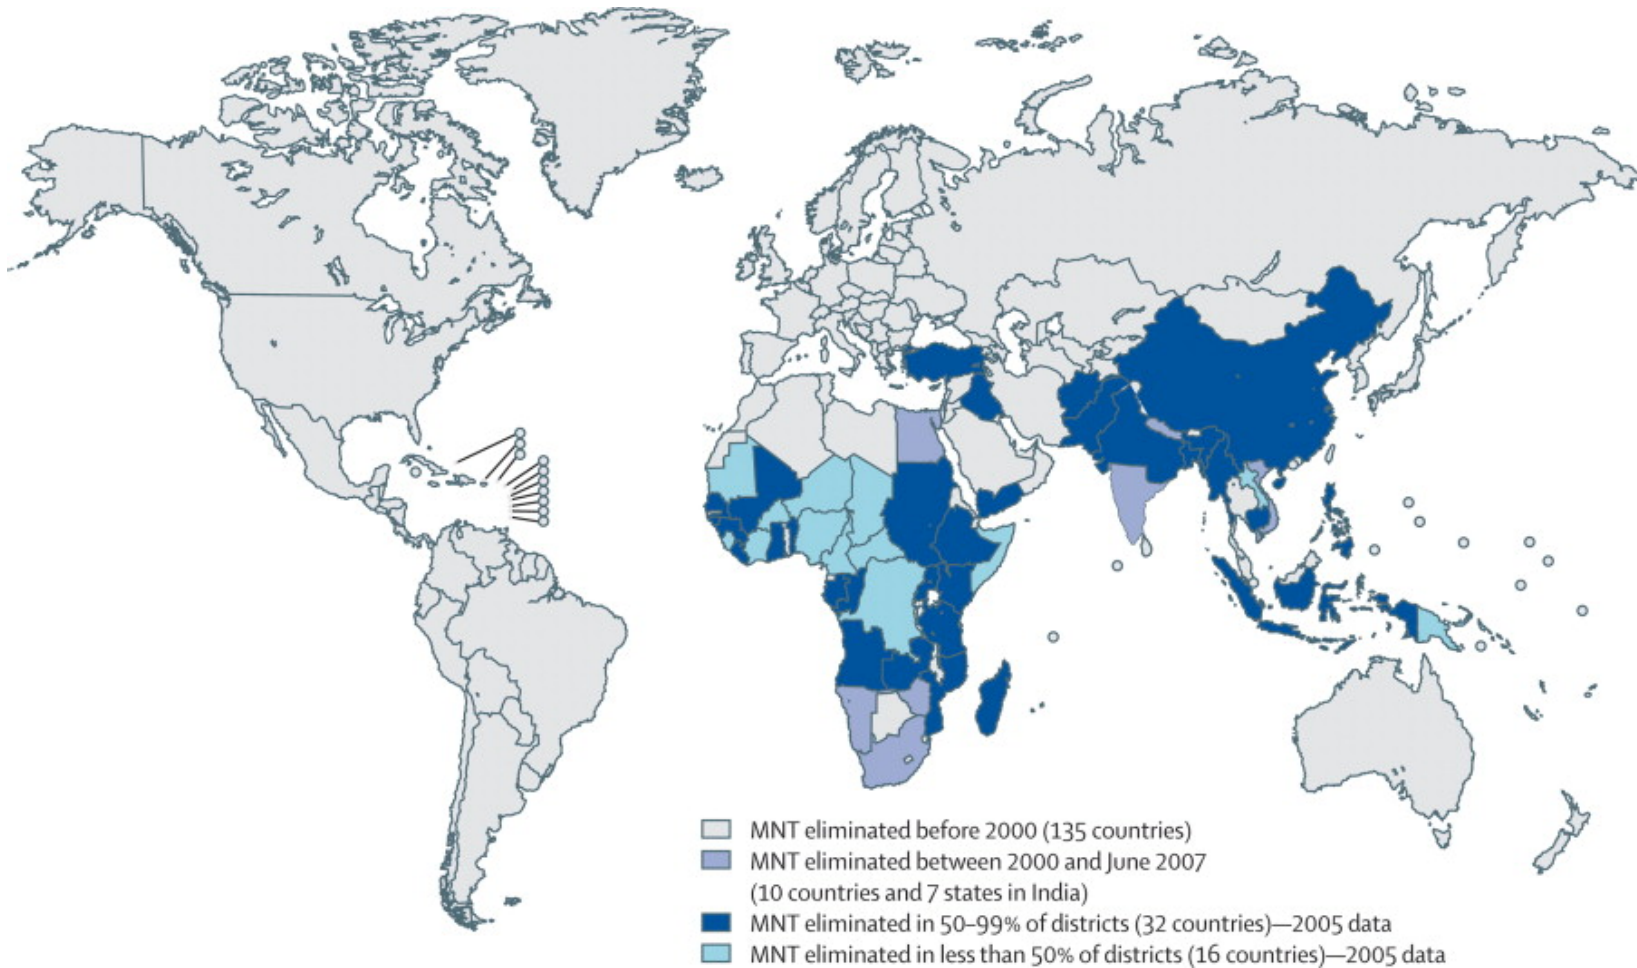 MNT eliminated before 2000 (135 countries)
MNT eliminated between 2000 and June 2007
(10 countries and 7 states in India)
MNT eliminated in 50–99% of districts (32 countries)—2005 data
MNT eliminated in less than 50% of districts (16 countries)—2005 data